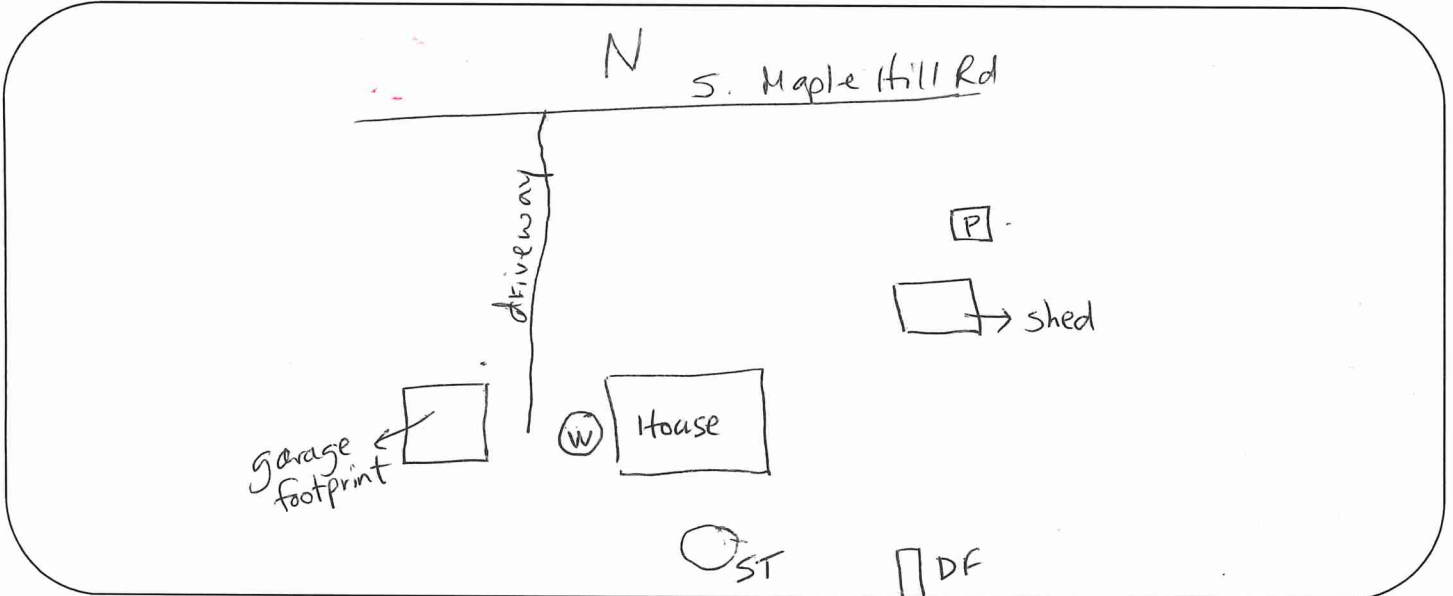 N
S. Maple Hill Rd
driveway
P
shed
garage
footprint
W
House
ST
DF